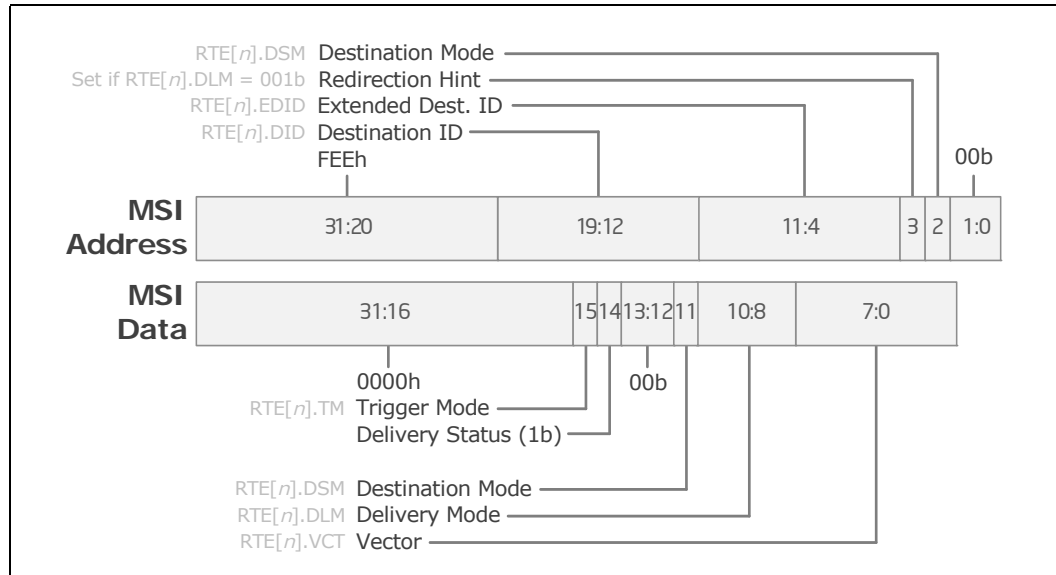 RTE[n].DSM Destination Mode
Set if RTE[n].DLM = 001b Redirection Hint
RTE[n].EDID Extended Dest. ID
RTE[n].DID Destination ID
FEEh
00b
MSI Address
31:20 19:12 11:4 3 2 1:0
MSI Data
31:16 15 14 13:12 11 10:8 7:0
0000h 00b
RTE[n].TM Trigger Mode
Delivery Status (1b)
RTE[n].DSM Destination Mode
RTE[n].DLM Delivery Mode
RTE[n].VCT Vector